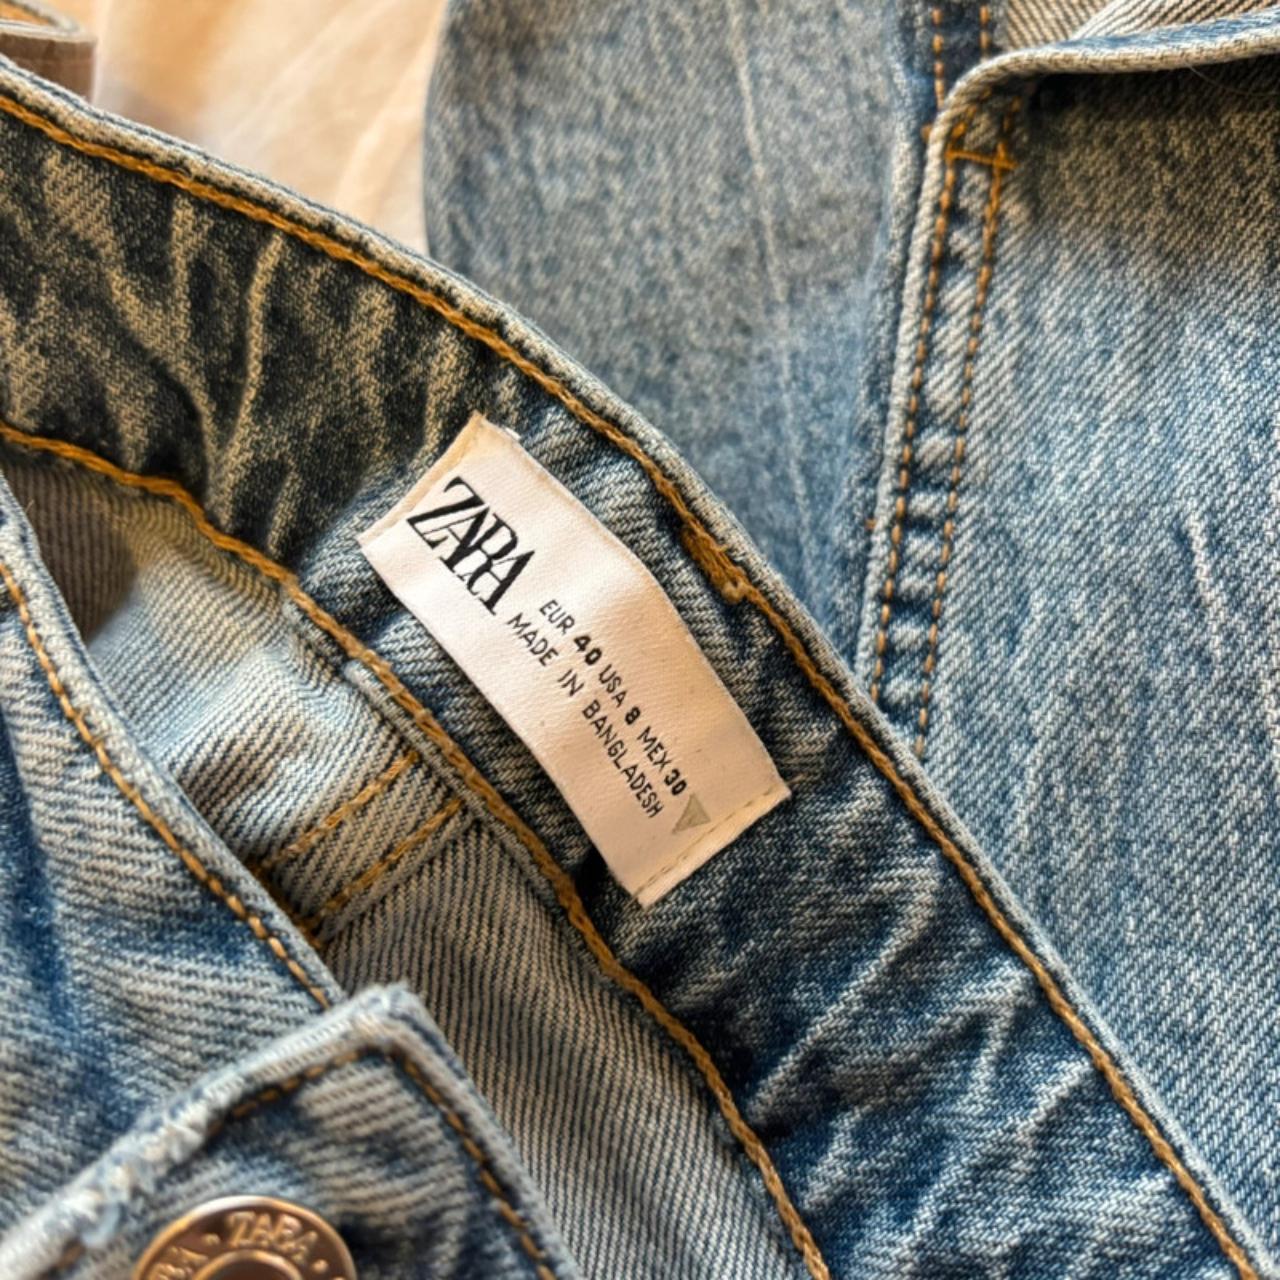 ZARA
EUR 40 USA 8 MEX 30
MADE IN BANGLADESH
ZARA